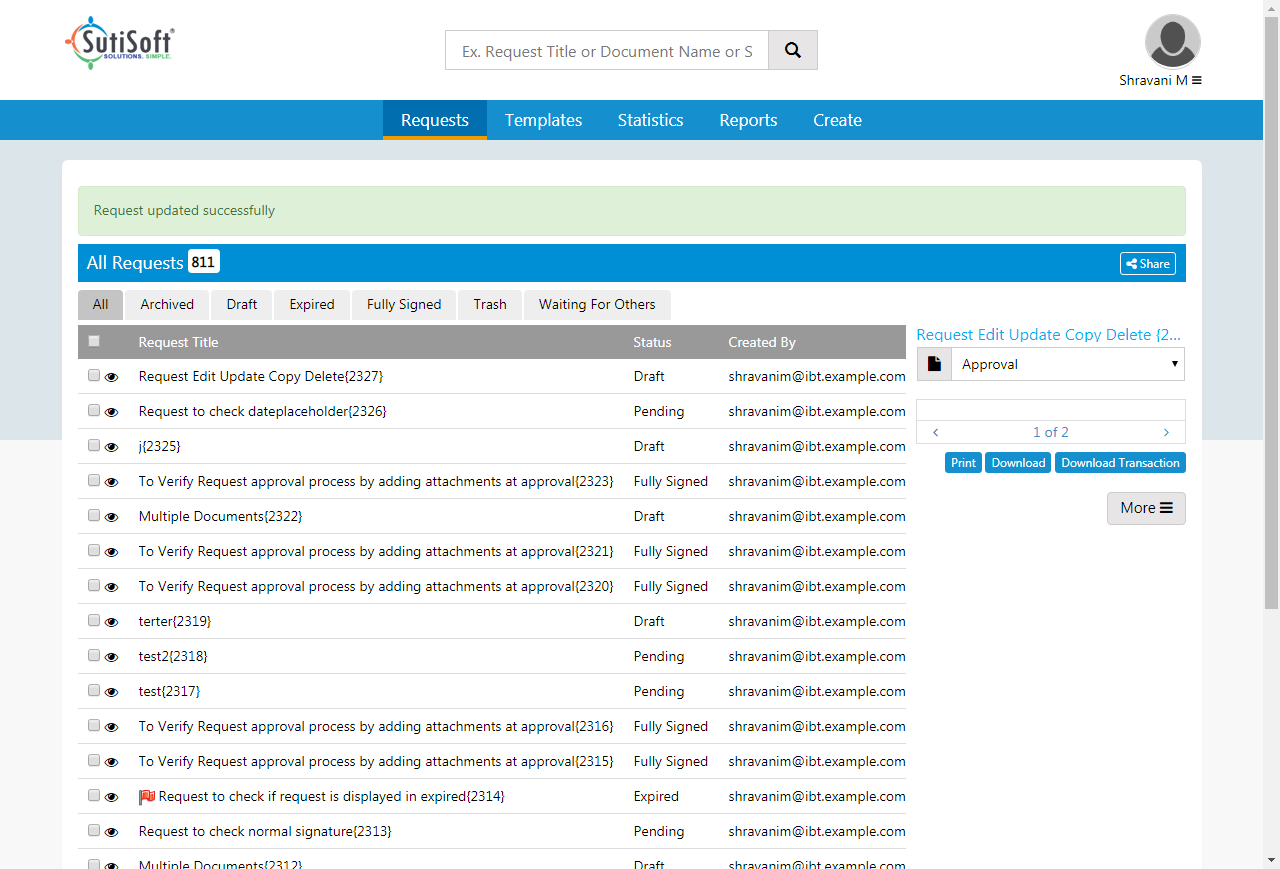 SutiSoft®
SOLUTIONS. SIMPLE.
Ex. Request Title or Document Name or S
Shravani M
Requests Templates Statistics Reports Create
Request updated successfully
All Requests 811 Share
All Archived Draft Expired Fully Signed Trash Waiting For Others
Request Title Status Created By
Request Edit Update Copy Delete{2327} Draft shravanim@ibt.example.com
Request to check dateplaceholder{2326} Pending shravanim@ibt.example.com
j{2325} Draft shravanim@ibt.example.com
To Verify Request approval process by adding attachments at approval{2323} Fully Signed shravanim@ibt.example.com
Multiple Documents{2322} Draft shravanim@ibt.example.com
To Verify Request approval process by adding attachments at approval{2321} Fully Signed shravanim@ibt.example.com
To Verify Request approval process by adding attachments at approval{2320} Fully Signed shravanim@ibt.example.com
terter{2319} Draft shravanim@ibt.example.com
test2{2318} Pending shravanim@ibt.example.com
test{2317} Pending shravanim@ibt.example.com
To Verify Request approval process by adding attachments at approval{2316} Fully Signed shravanim@ibt.example.com
To Verify Request approval process by adding attachments at approval{2315} Fully Signed shravanim@ibt.example.com
Request to check if request is displayed in expired{2314} Expired shravanim@ibt.example.com
Request to check normal signature{2313} Pending shravanim@ibt.example.com
Multiple Documents{2312} Draft shravanim@ibt.example.com
Request Edit Update Copy Delete {2...
Approval
< 1 of 2 >
Print Download Download Transaction
More